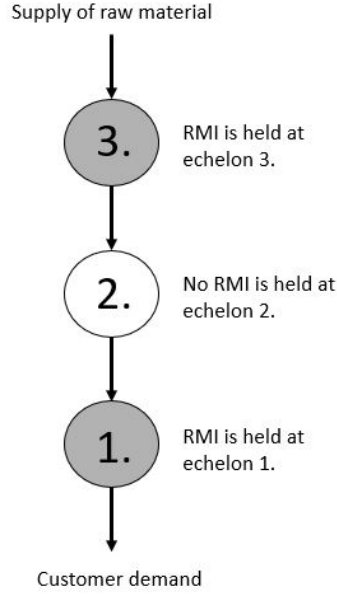 Supply of raw material
3.
RMI is held at
echelon 3.
2.
No RMI is held at
echelon 2.
1.
RMI is held at
echelon 1.
Customer demand